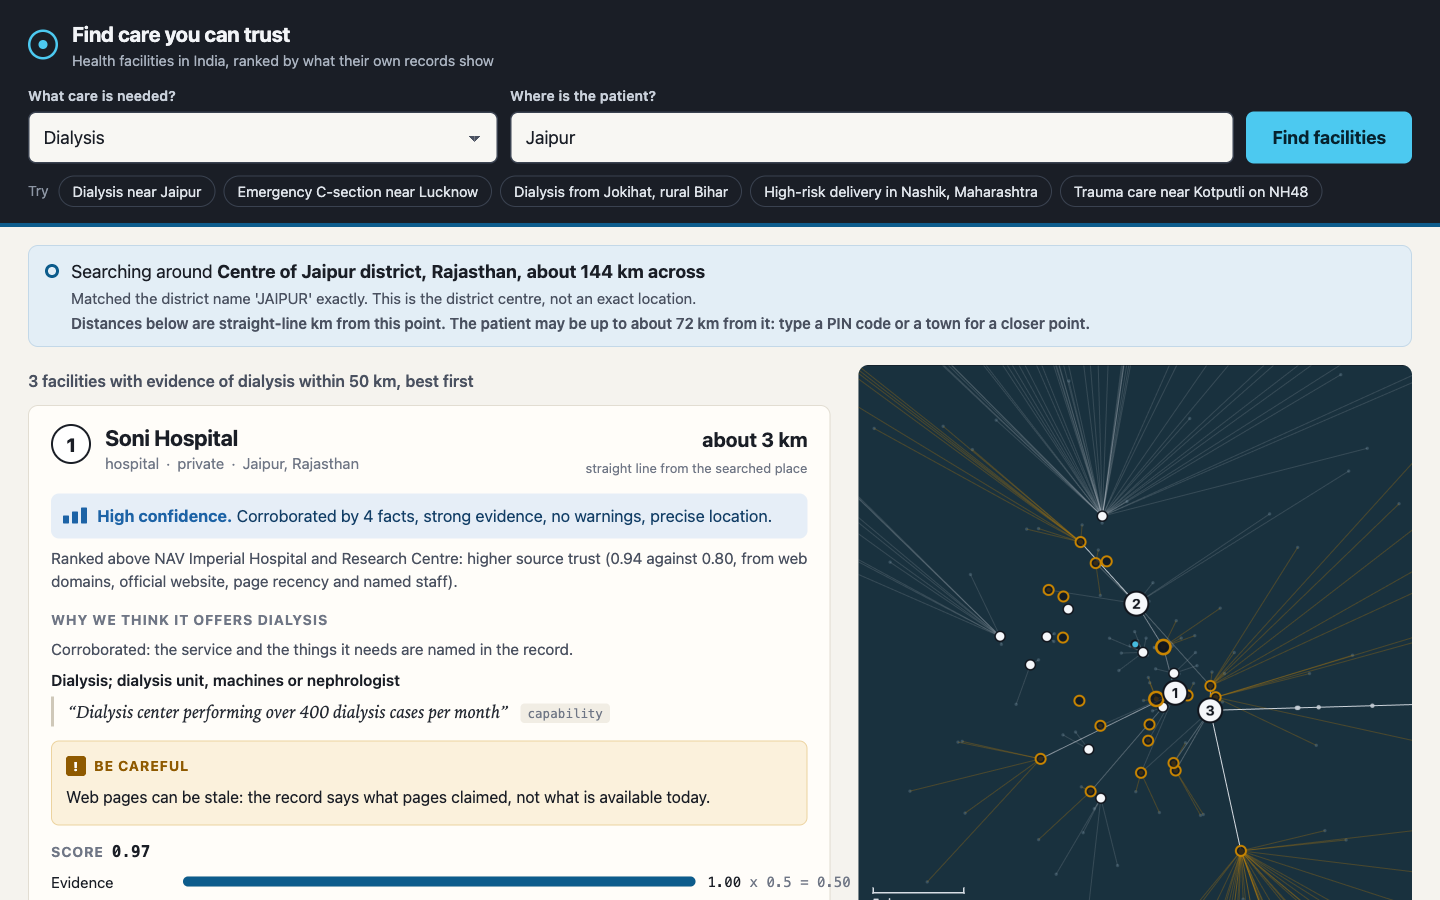 Find care you can trust
Health facilities in India, ranked by what their own records show
What care is needed?
Where is the patient?
Dialysis
Jaipur
Find facilities
Try
Dialysis near Jaipur
Emergency C-section near Lucknow
Dialysis from Jokihat, rural Bihar
High-risk delivery in Nashik, Maharashtra
Trauma care near Kotputli on NH48
Searching around Centre of Jaipur district, Rajasthan, about 144 km across
Matched the district name 'JAIPUR' exactly. This is the district centre, not an exact location.
Distances below are straight-line km from this point. The patient may be up to about 72 km from it: type a PIN code or a town for a closer point.
3 facilities with evidence of dialysis within 50 km, best first
1
Soni Hospital
about 3 km
hospital · private · Jaipur, Rajasthan
straight line from the searched place
High confidence. Corroborated by 4 facts, strong evidence, no warnings, precise location.
Ranked above NAV Imperial Hospital and Research Centre: higher source trust (0.94 against 0.80, from web
domains, official website, page recency and named staff).
WHY WE THINK IT OFFERS DIALYSIS
Corroborated: the service and the things it needs are named in the record.
Dialysis; dialysis unit, machines or nephrologist
“Dialysis center performing over 400 dialysis cases per month” capability
! BE CAREFUL
Web pages can be stale: the record says what pages claimed, not what is available today.
SCORE 0.97
Evidence
1.00 x 0.5 = 0.50
2
1
3